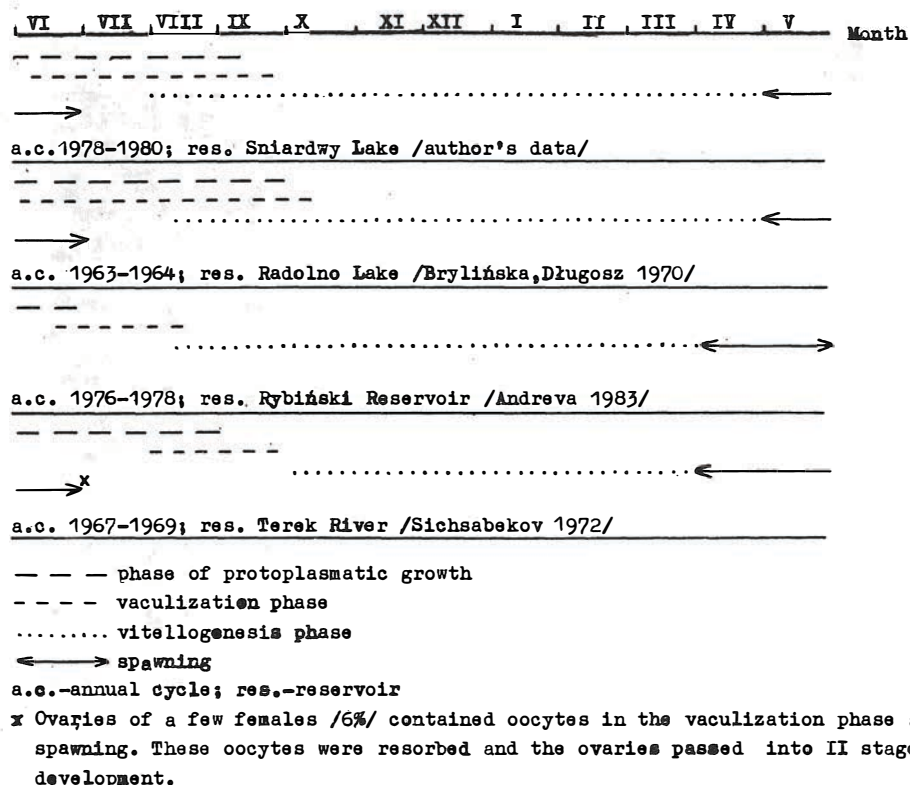 VI VII VIII IX X XI XII I II III IV V Month
a.c.1978-1980; res. Sniardwy Lake /author's data/
a.c. 1963-1964; res. Radolno Lake /Brylińska,Długosz 1970/
a.c. 1976-1978; res. Rybiński Reservoir /Andreva 1983/
x
a.c. 1967-1969; res. Terek River /Sichsabekov 1972/
phase of protoplasmatic growth
vaculization phase
vitellogenesis phase
spawning
a.c.-annual cycle; res.-reservoir
x Ovaries of a few females /6%/ contained oocytes in the vaculization phase
spawning. These oocytes were resorbed and the ovaries passed into II stage
development.